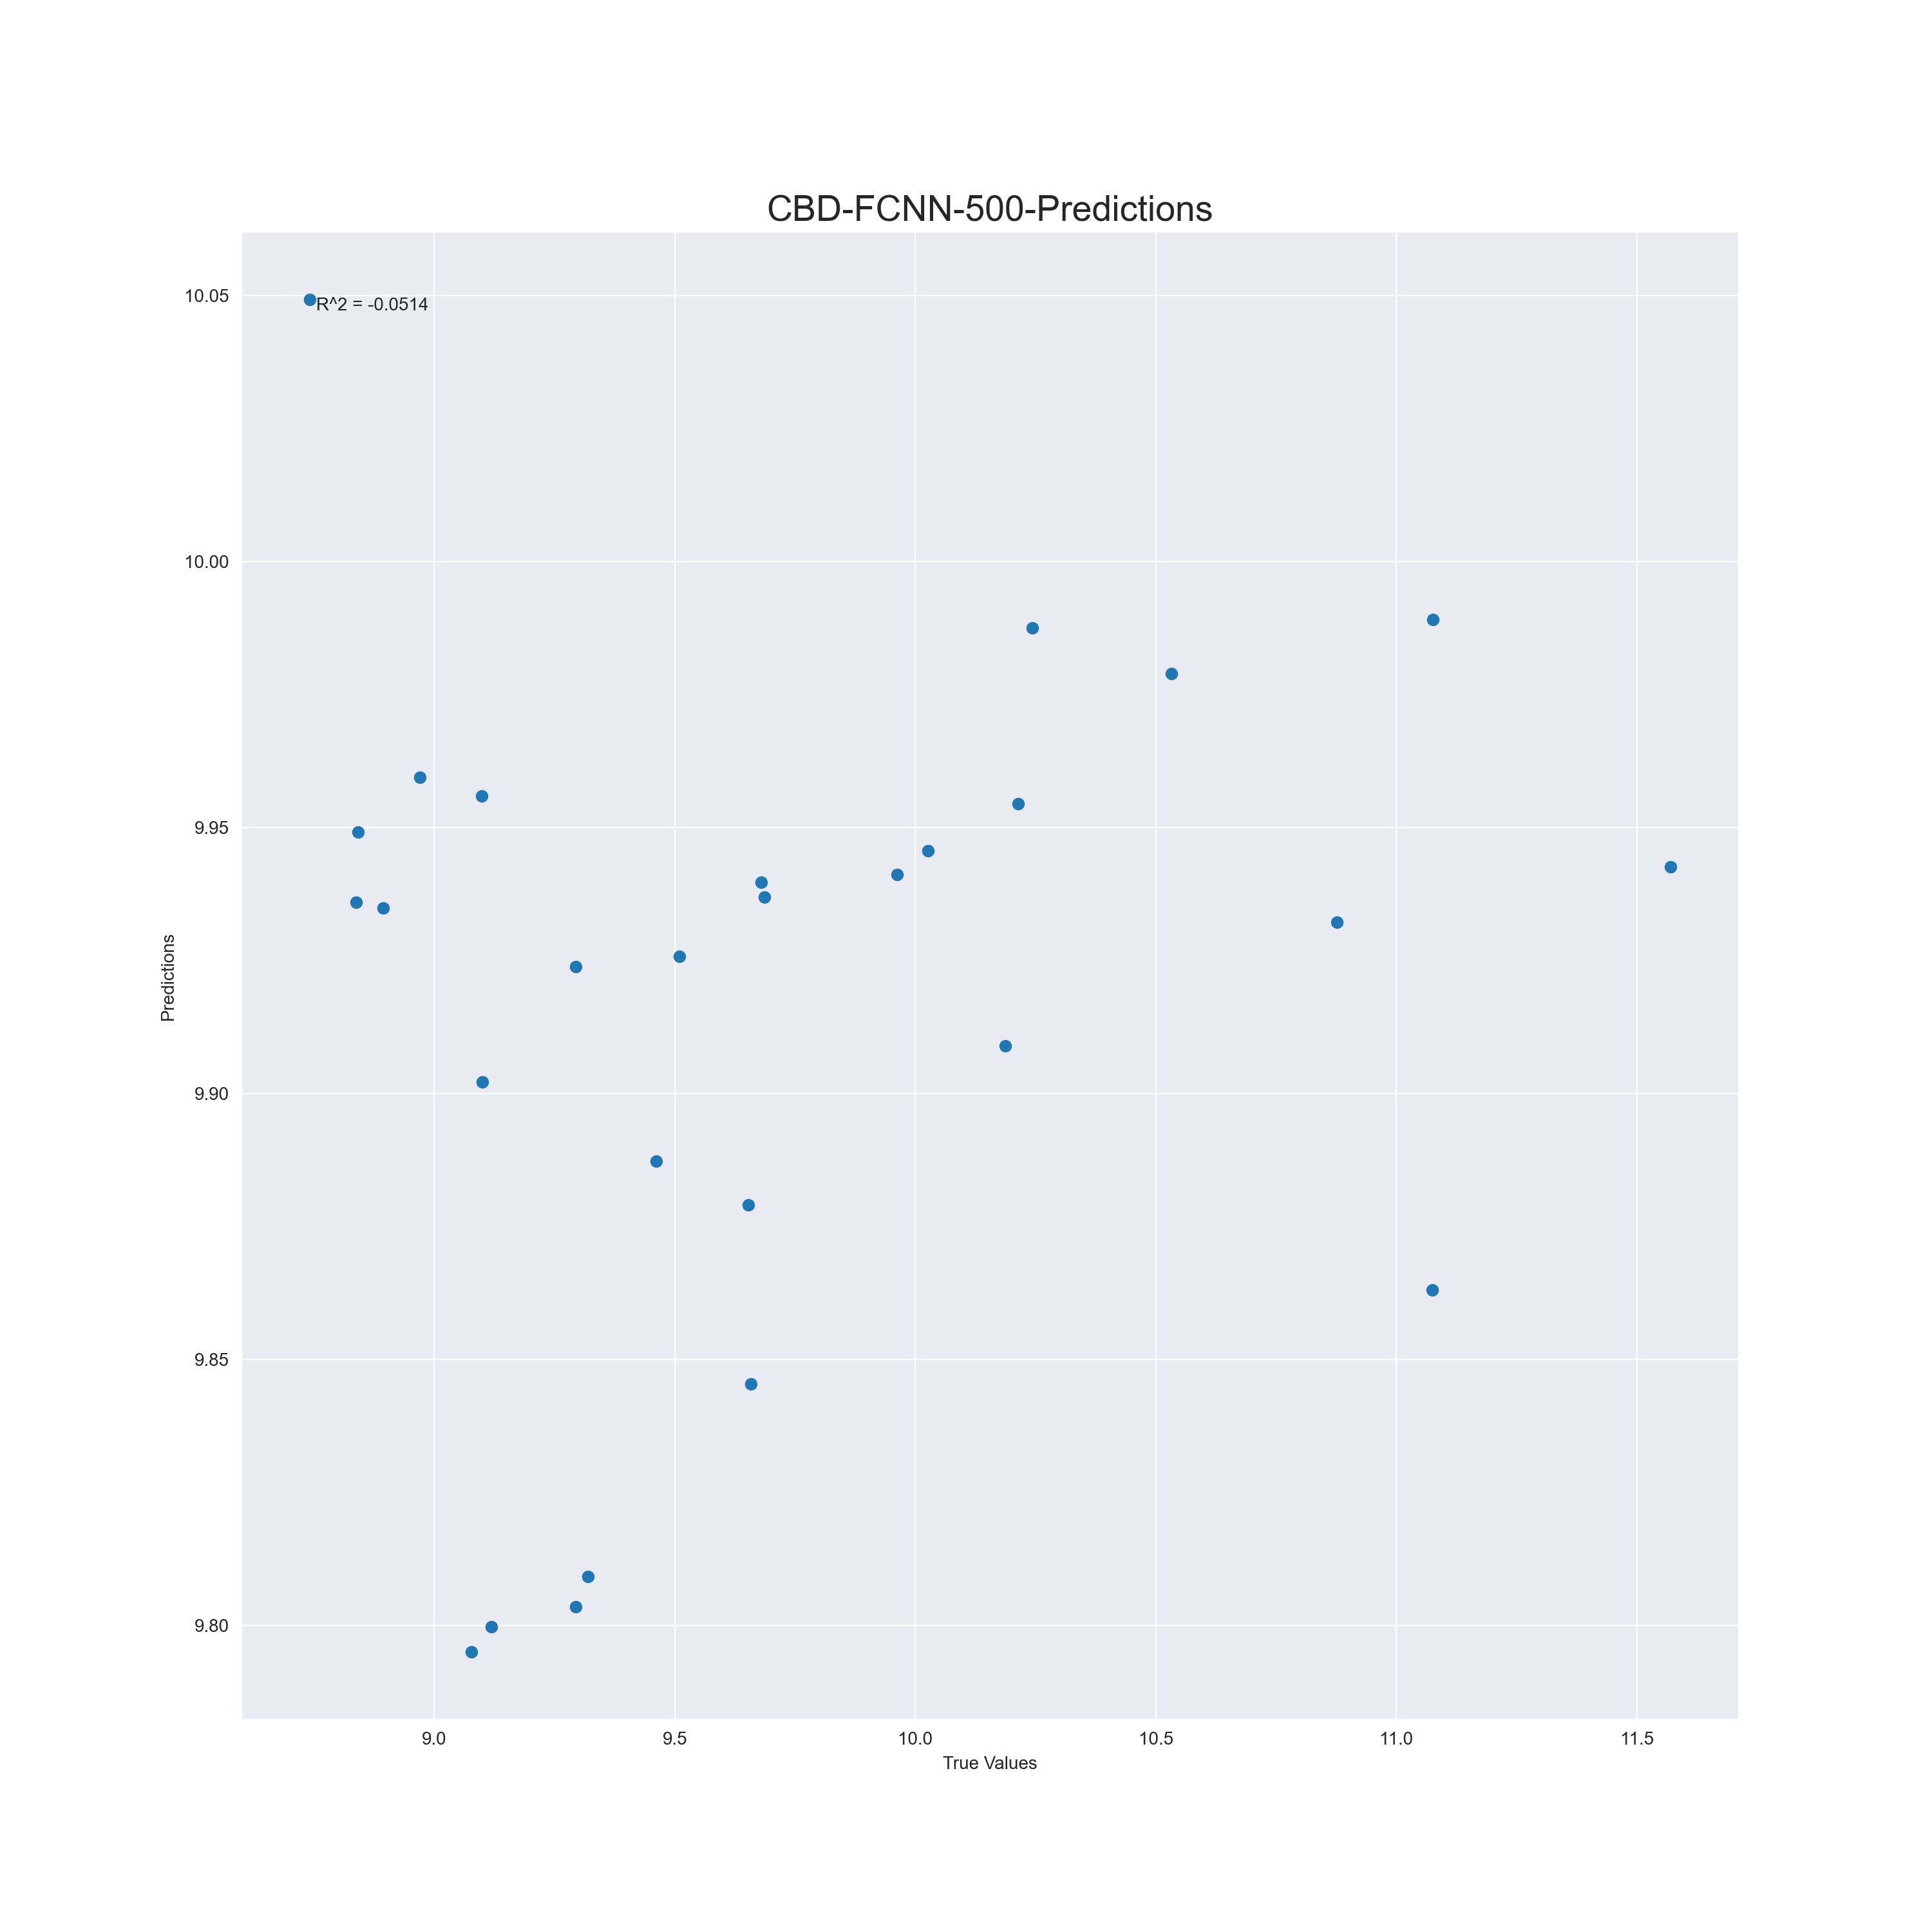 CBD-FCNN-500-Predictions
R^2 = -0.0514
10.05
10.00
9.95
9.90
9.85
9.80
Predictions
9.0 9.5 10.0 10.5 11.0 11.5
True Values